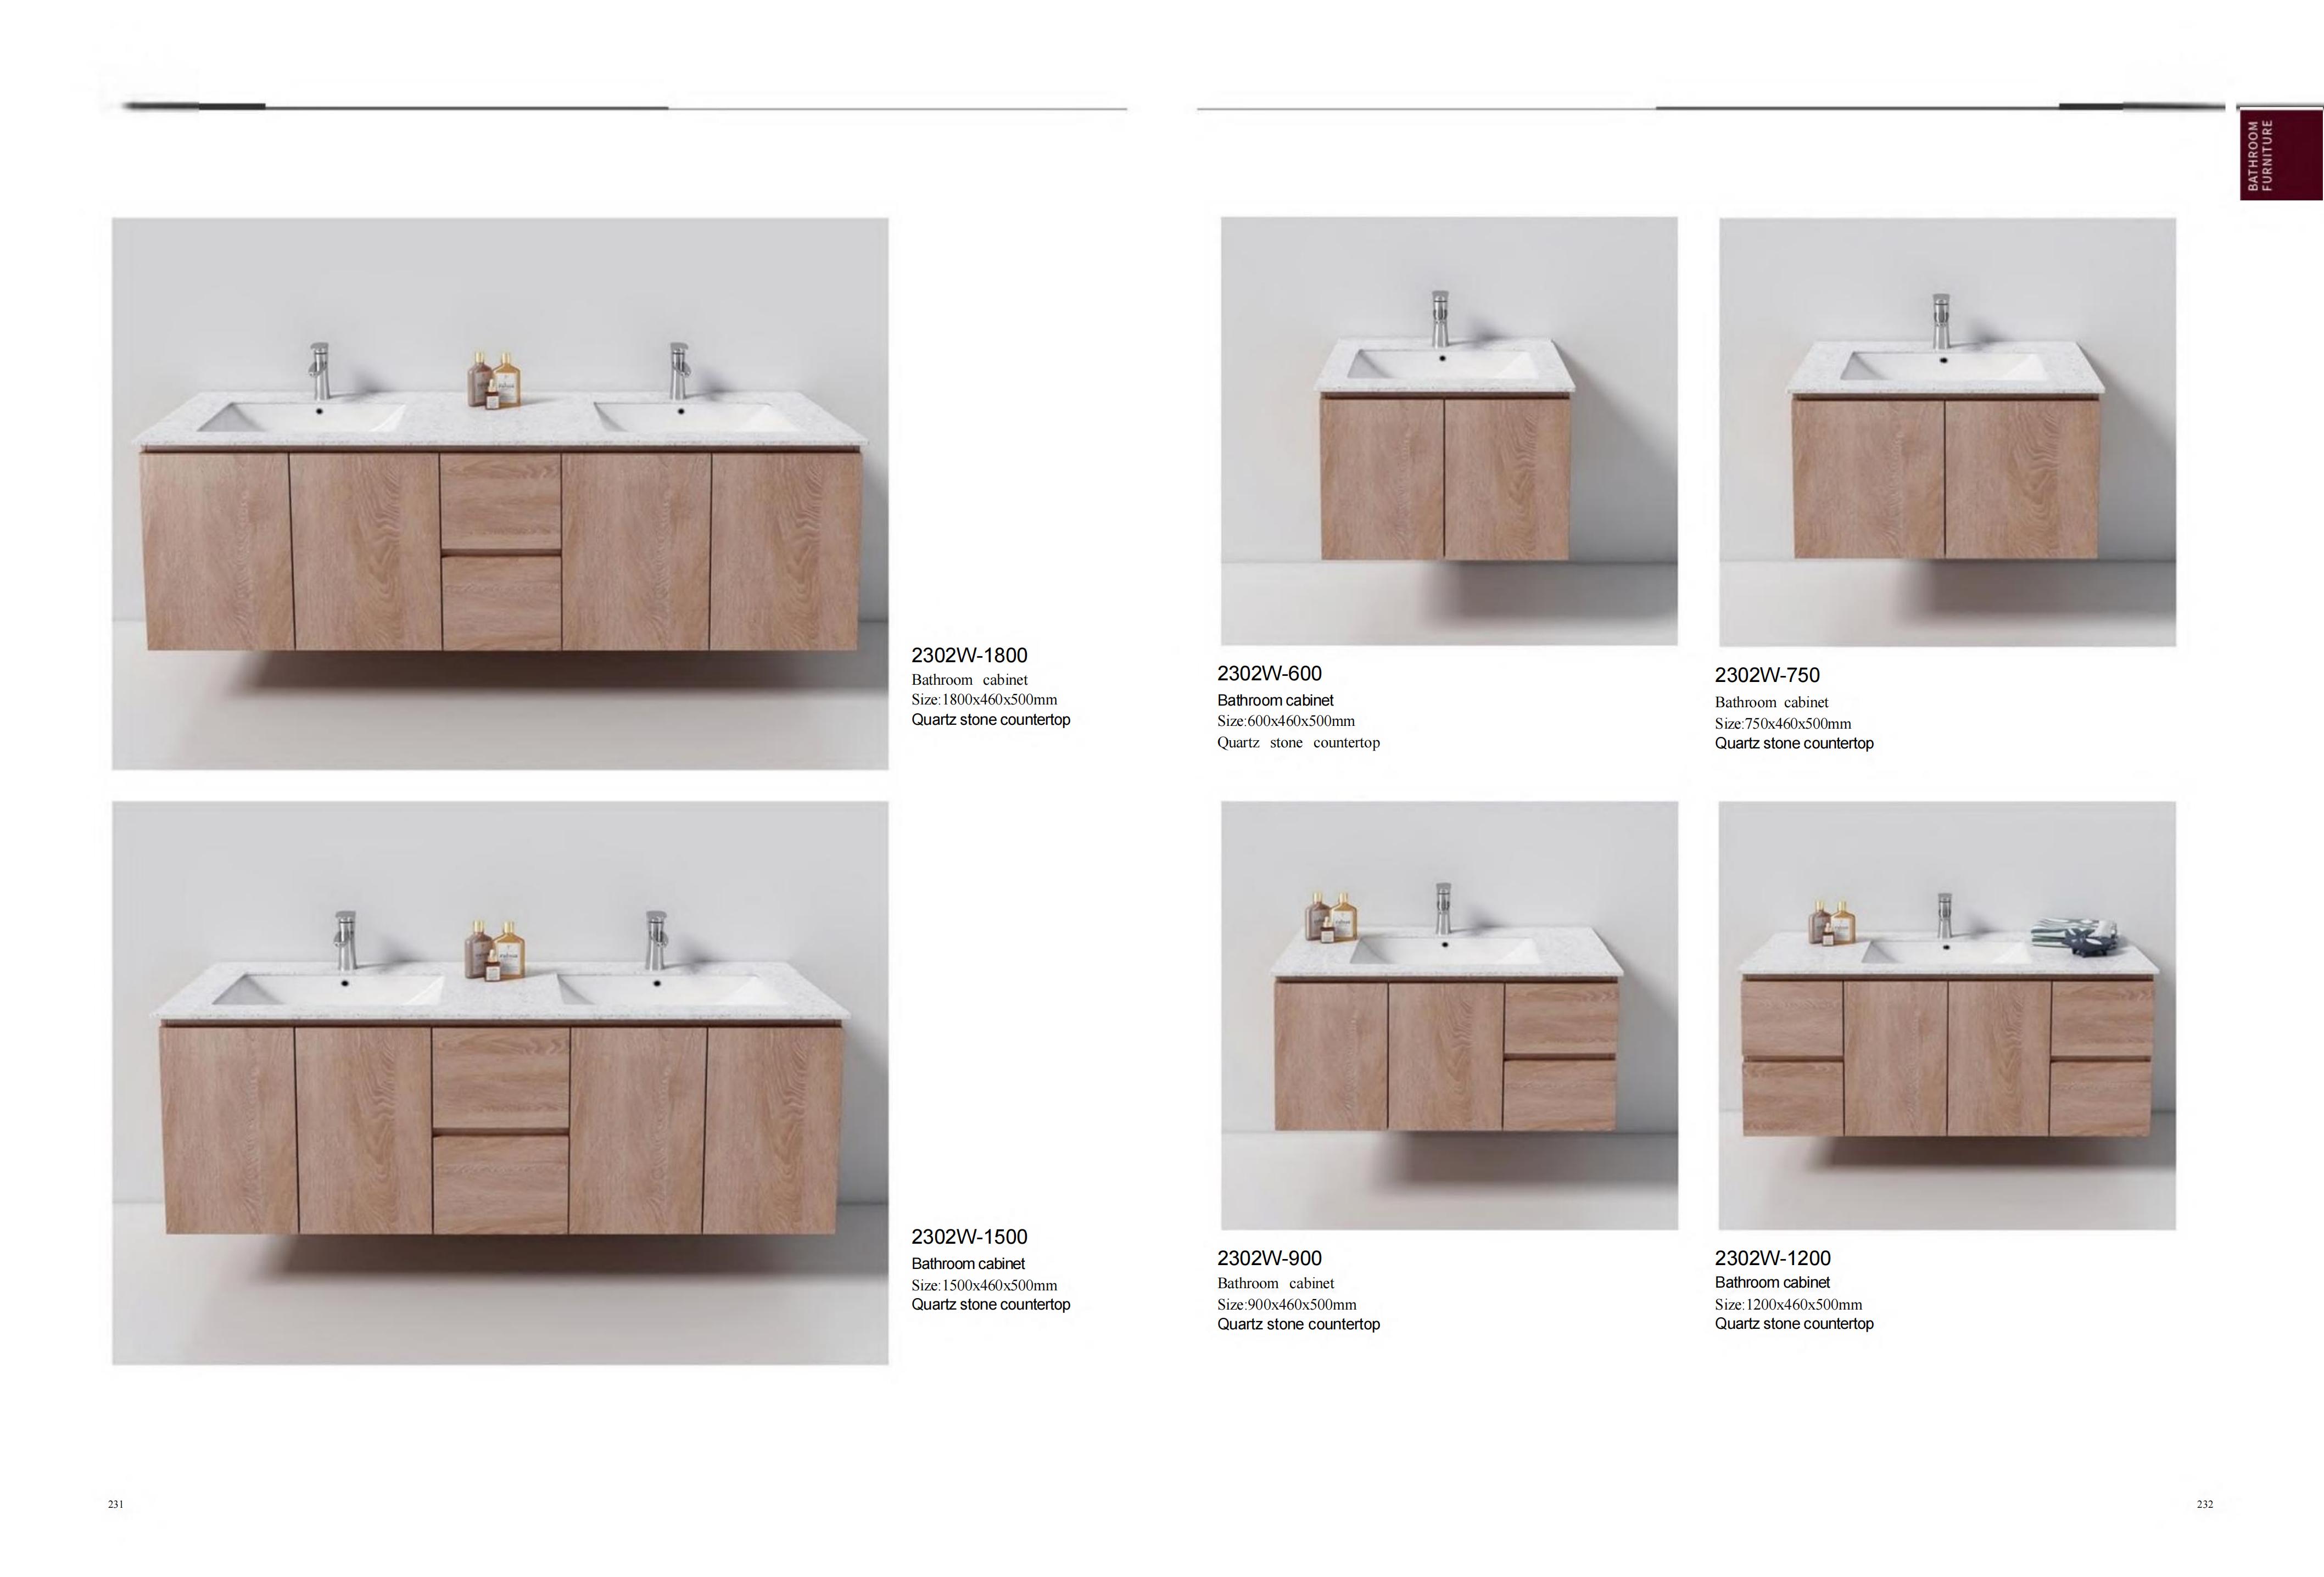 BATHROOM
FURNITURE
2302W-1800
Bathroom cabinet
Size:1800x460x500mm
Quartz stone countertop
2302W-1500
Bathroom cabinet
Size:1500x460x500mm
Quartz stone countertop
2302W-600
Bathroom cabinet
Size:600x460x500mm
Quartz stone countertop
2302W-750
Bathroom cabinet
Size:750x460x500mm
Quartz stone countertop
2302W-900
Bathroom cabinet
Size:900x460x500mm
Quartz stone countertop
2302W-1200
Bathroom cabinet
Size:1200x460x500mm
Quartz stone countertop
231
232